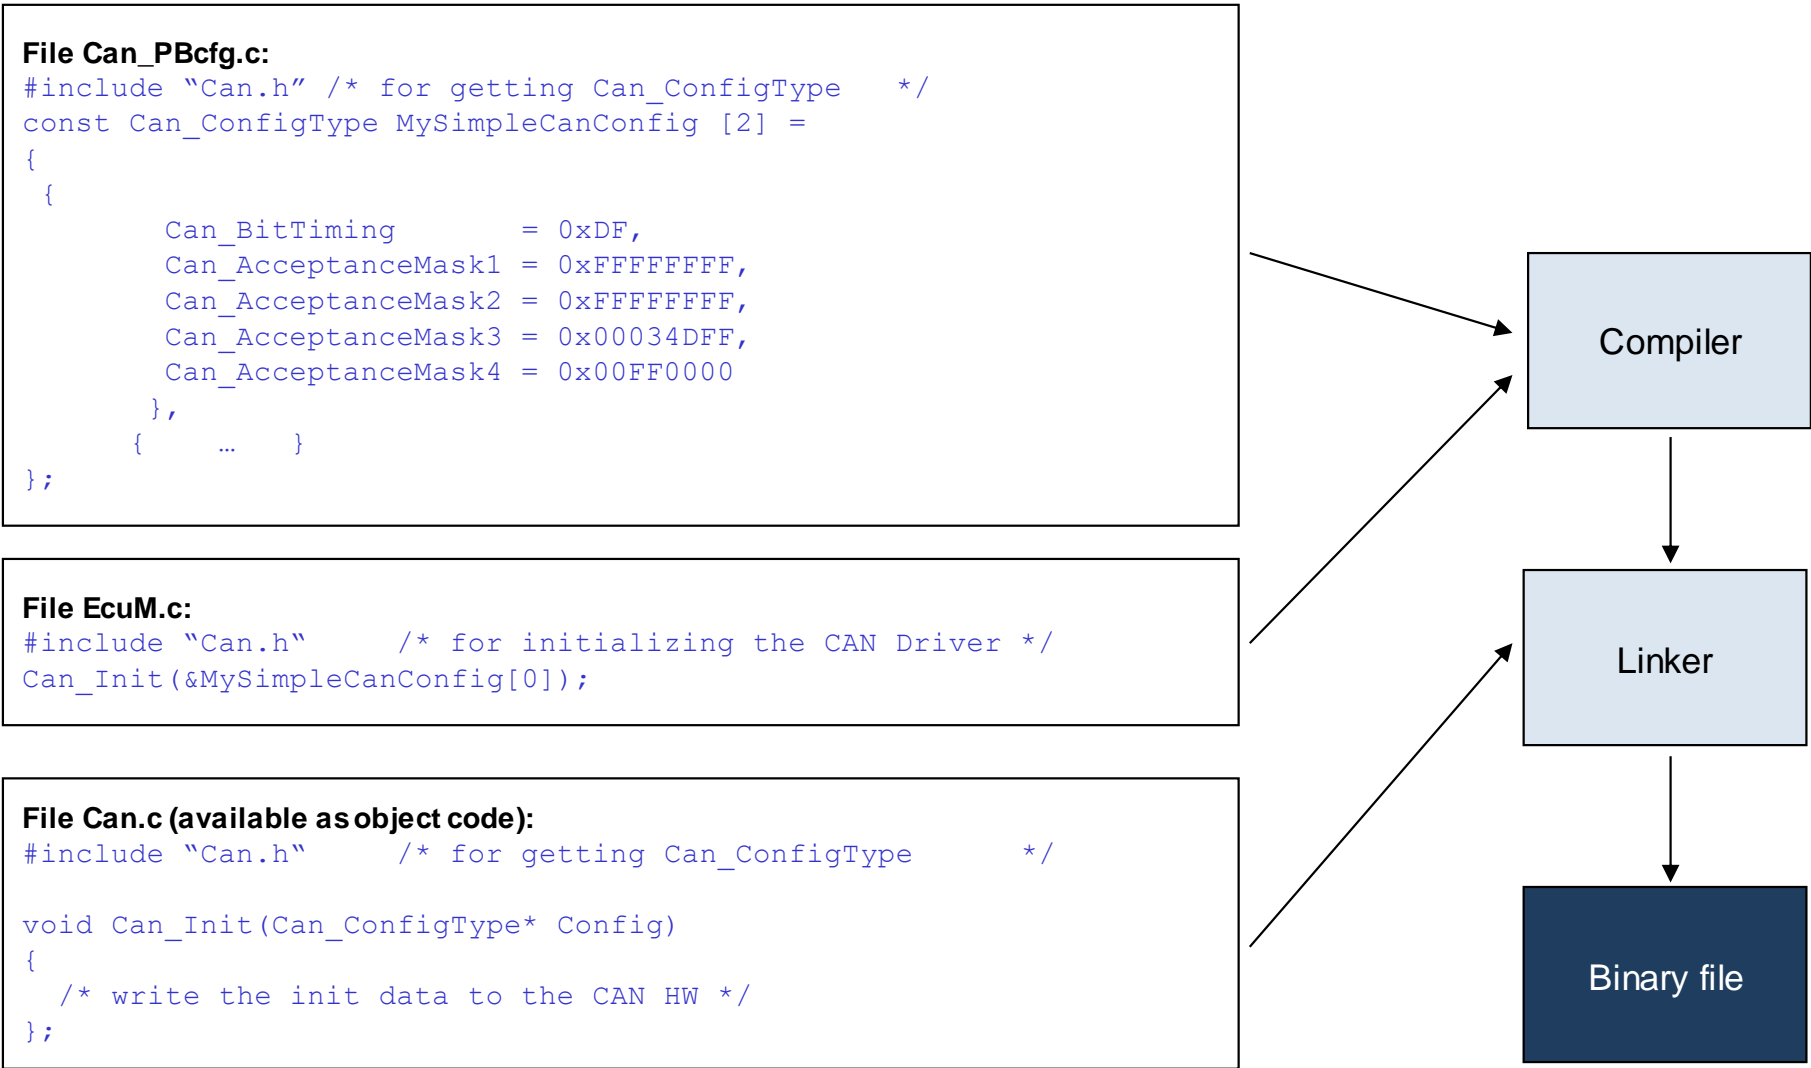 File Can_PBcfg.c:
#include “Can.h” /* for getting Can_ConfigType   */
const Can_ConfigType MySimpleCanConfig [2] =
{
 {
        Can_BitTiming       = 0xDF,
        Can_AcceptanceMask1 = 0xFFFFFFFF,
        Can_AcceptanceMask2 = 0xFFFFFFFF,
        Can_AcceptanceMask3 = 0x00034DFF,
        Can_AcceptanceMask4 = 0x00FF0000
       },
      {    …   }
};
File EcuM.c:
#include “Can.h“     /* for initializing the CAN Driver */
Can_Init(&MySimpleCanConfig[0]);
File Can.c (available as object code):
#include “Can.h“     /* for getting Can_ConfigType      */
void Can_Init(Can_ConfigType* Config)
{
  /* write the init data to the CAN HW */
};
Compiler
Linker
Binary file